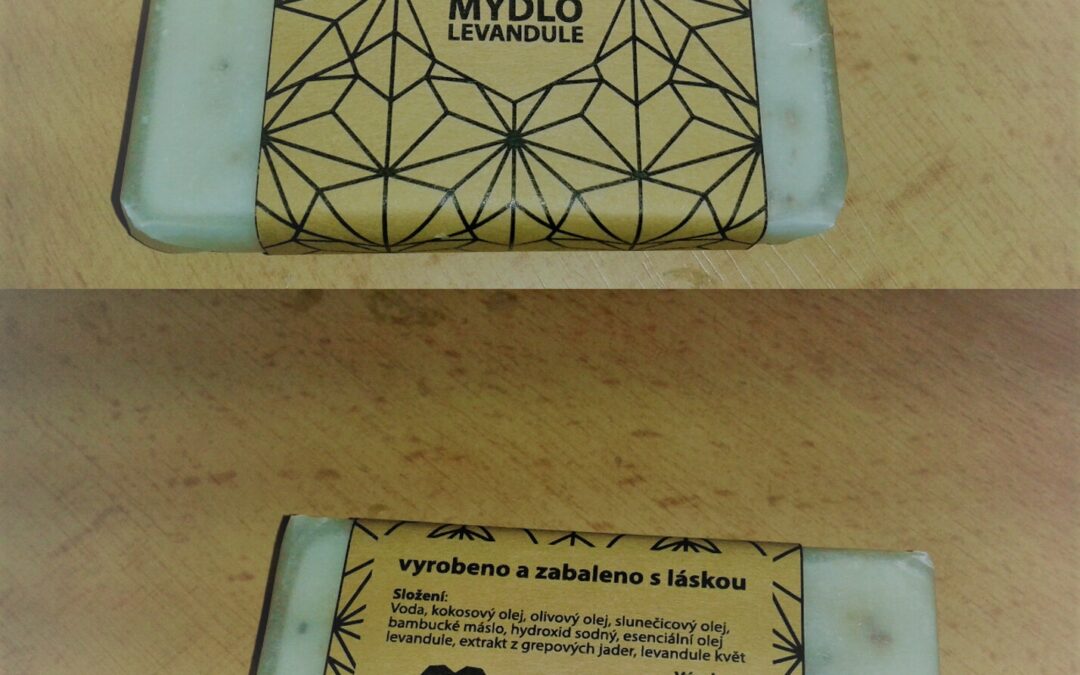 MÝDLO
LEVANDULE
vyrobeno a zabaleno s láskou
Složení:
Voda, kokosový olej, olivový olej, slunečicový olej,
bambucké máslo, hydroxid sodný, esenciální olej
levandule, extrakt z grepových jader, levandule květ